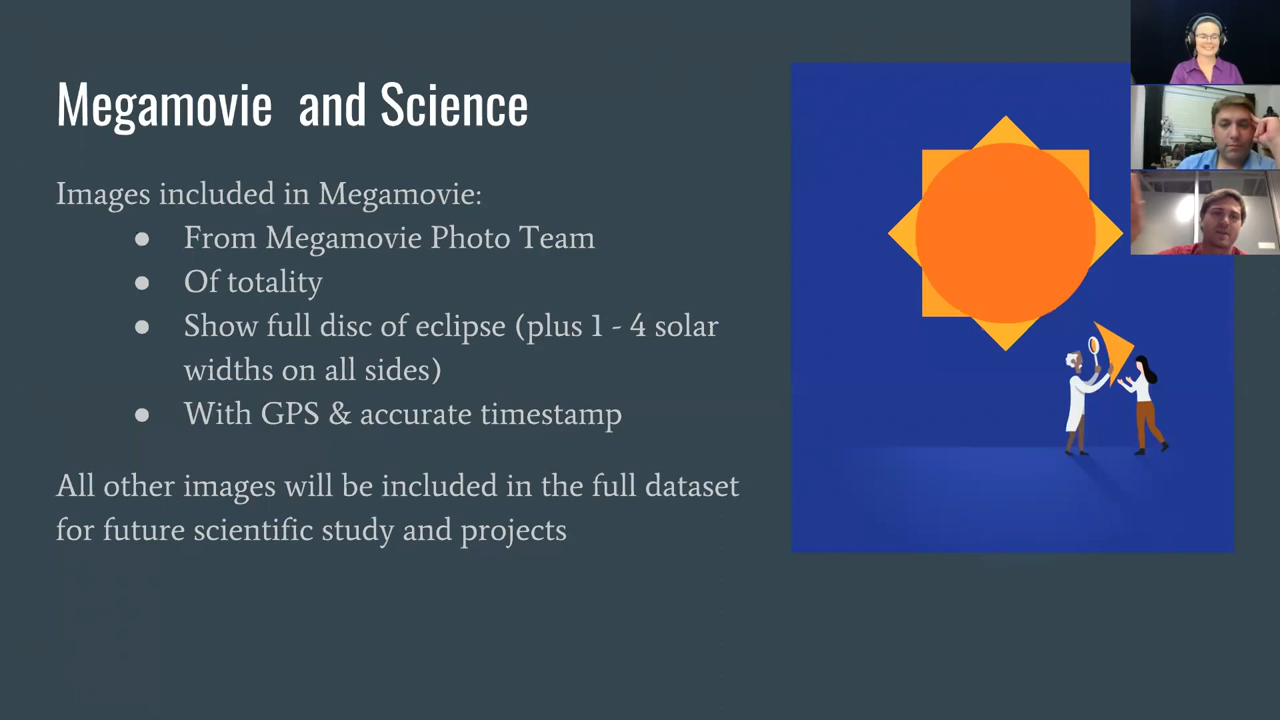 Megamovie and Science
Images included in Megamovie:
● From Megamovie Photo Team
● Of totality
● Show full disc of eclipse (plus 1 - 4 solar
widths on all sides)
● With GPS & accurate timestamp
All other images will be included in the full dataset
for future scientific study and projects